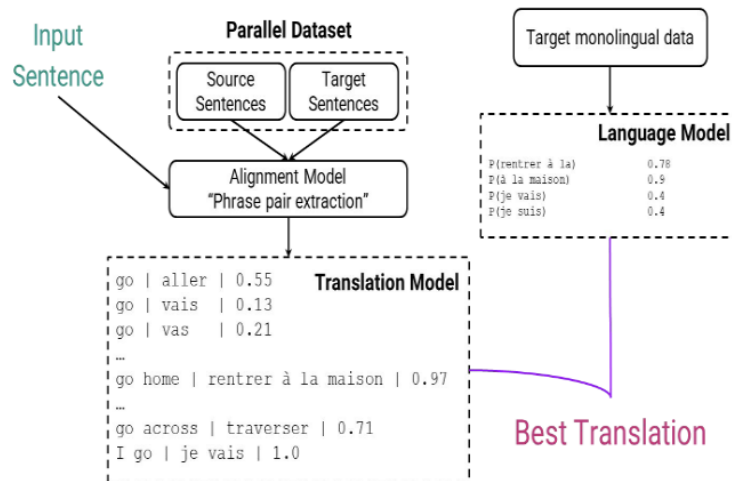 Input
Sentence
Parallel Dataset
Source
Sentences
Target
Sentences
Alignment Model
“Phrase pair extraction”
Translation Model
go | aller | 0.55
go | vais | 0.13
go | vas | 0.21
…
go home | rentrer à la maison | 0.97
…
go across | traverser | 0.71
I go | je vais | 1.0
Target monolingual data
Language Model
P(rentrer à la) 0.78
P(à la maison) 0.9
P(je vais) 0.4
P(je suis) 0.4
Best Translation